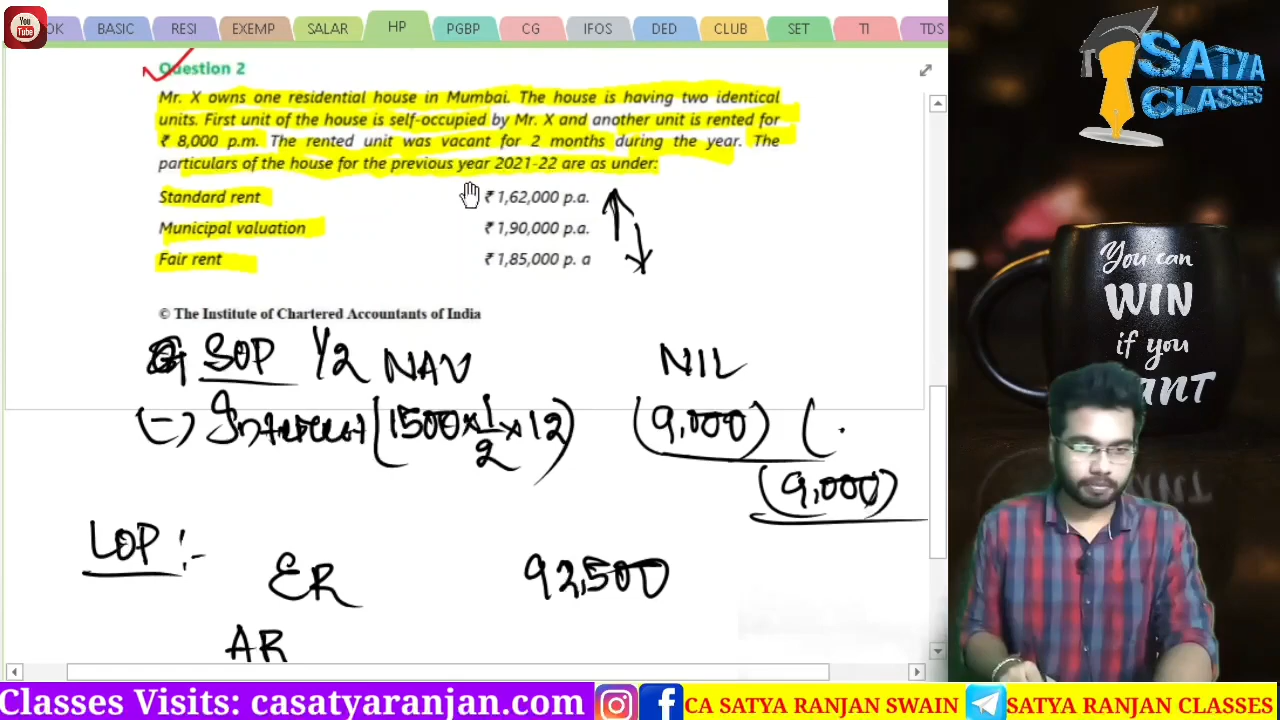 You Tube
OK BASIC RESI EXEMP SALAR HP PGBP CG IFOS DED CLUB SET TI TDS
Question 2
Mr. X owns one residential house in Mumbai. The house is having two identical
units. First unit of the house is self-occupied by Mr. X and another unit is rented for
₹ 8,000 p.m. The rented unit was vacant for 2 months during the year. The
particulars of the house for the previous year 2021-22 are as under:
Standard rent ₹ 1,62,000 p.a.
Municipal valuation ₹ 1,90,000 p.a.
Fair rent ₹ 1,85,000 p. a
© The Institute of Chartered Accountants of India
SOP 1/2 NAV NIL
(-) Interest (1500 × 1/2 × 12) (9,000) (
(9,000)
LOP :-
ER 92,500
AR
SATYA
CLASSES
You can
WIN
if you
WANT
Classes Visits: casatyaranjan.com CA SATYA RANJAN SWAIN SATYA RANJAN CLASSES